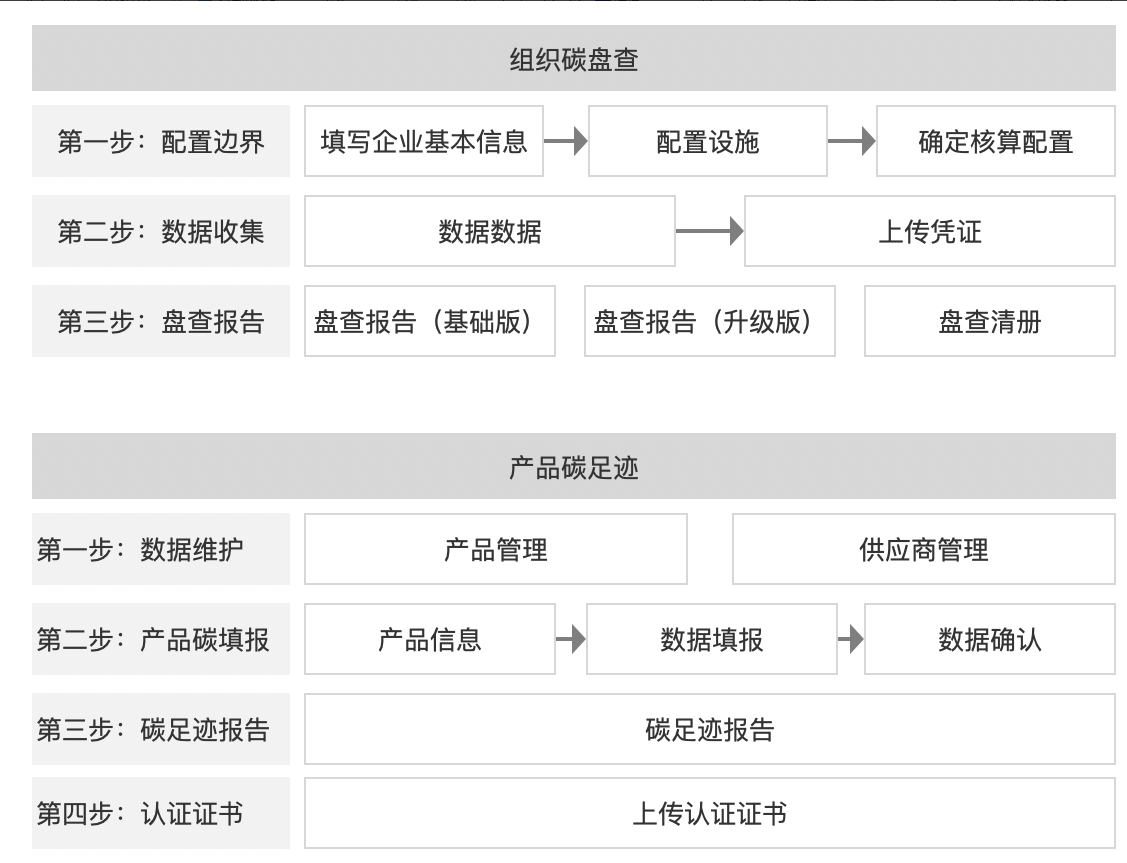 组织碳盘查
第一步：配置边界
填写企业基本信息
配置设施
确定核算配置
第二步：数据收集
数据数据
上传凭证
第三步：盘查报告
盘查报告（基础版）
盘查报告（升级版）
盘查清册
产品碳足迹
第一步：数据维护
产品管理
供应商管理
第二步：产品碳填报
产品信息
数据填报
数据确认
第三步：碳足迹报告
碳足迹报告
第四步：认证证书
上传认证证书